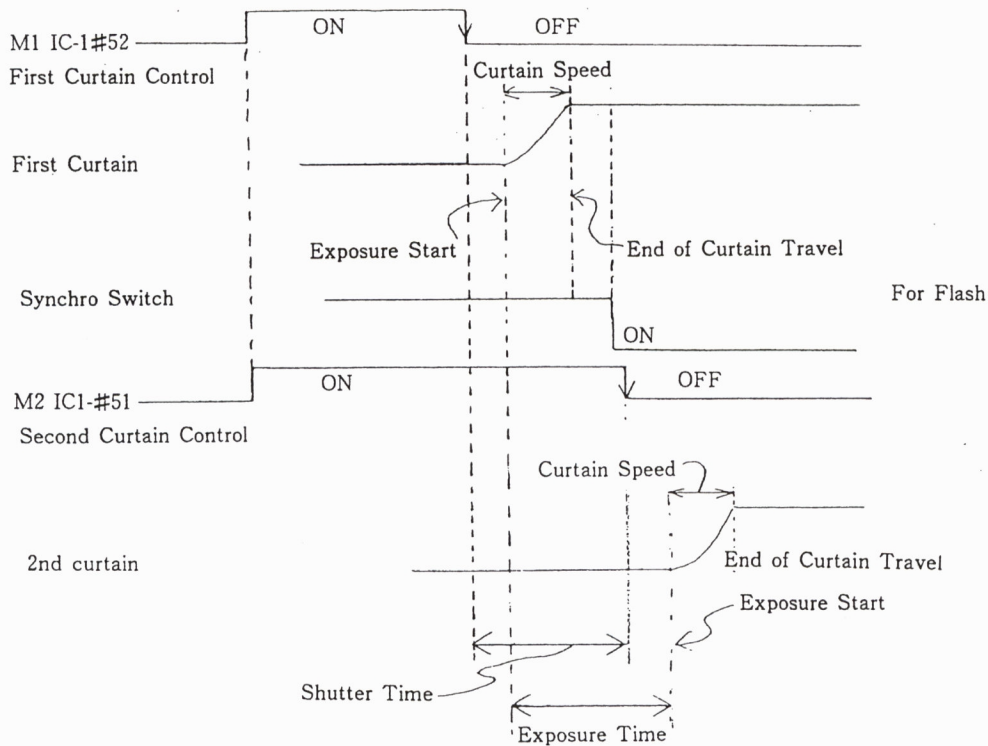 ON
OFF
M1 IC-1#52
First Curtain Control
Curtain Speed
First Curtain
Exposure Start
End of Curtain Travel
Synchro Switch
For Flash
ON
ON
OFF
M2 IC1-#51
Second Curtain Control
Curtain Speed
2nd curtain
End of Curtain Travel
Exposure Start
Shutter Time
Exposure Time